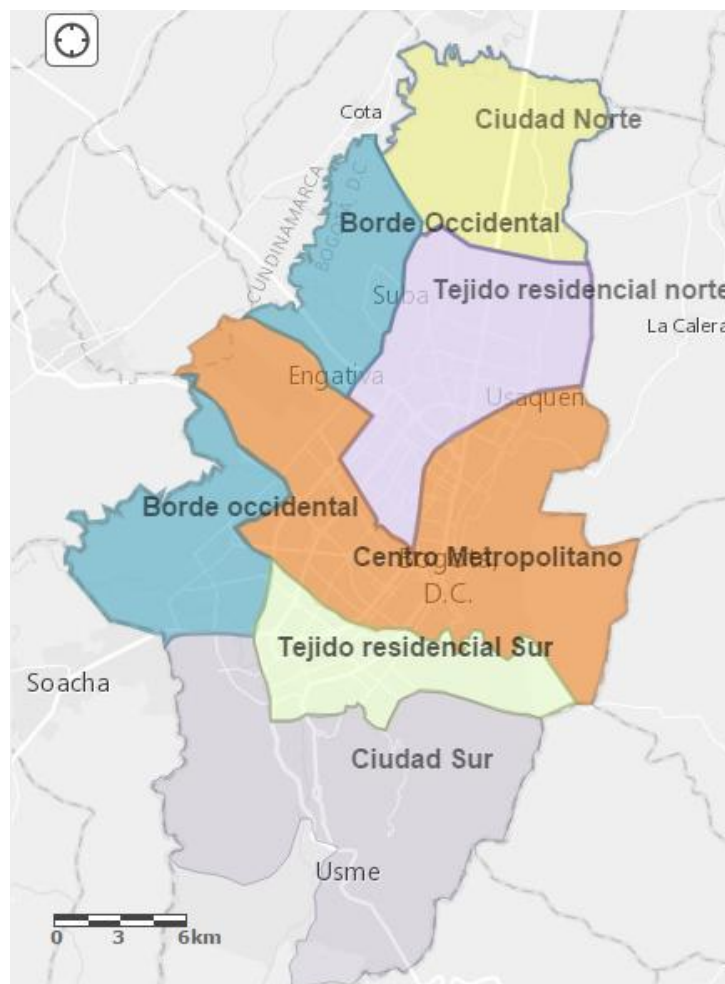 Cota
Ciudad Norte
CUNDINAMARCA
BOGOTÁ, D.C.
Borde Occidental
Suba
Tejido residencial norte
La Calera
Engativa
Usaquen
Borde occidental
Centro Metropolitano
Bogotá,
D.C.
Tejido residencial Sur
Soacha
Ciudad Sur
Usme
0 3 6km